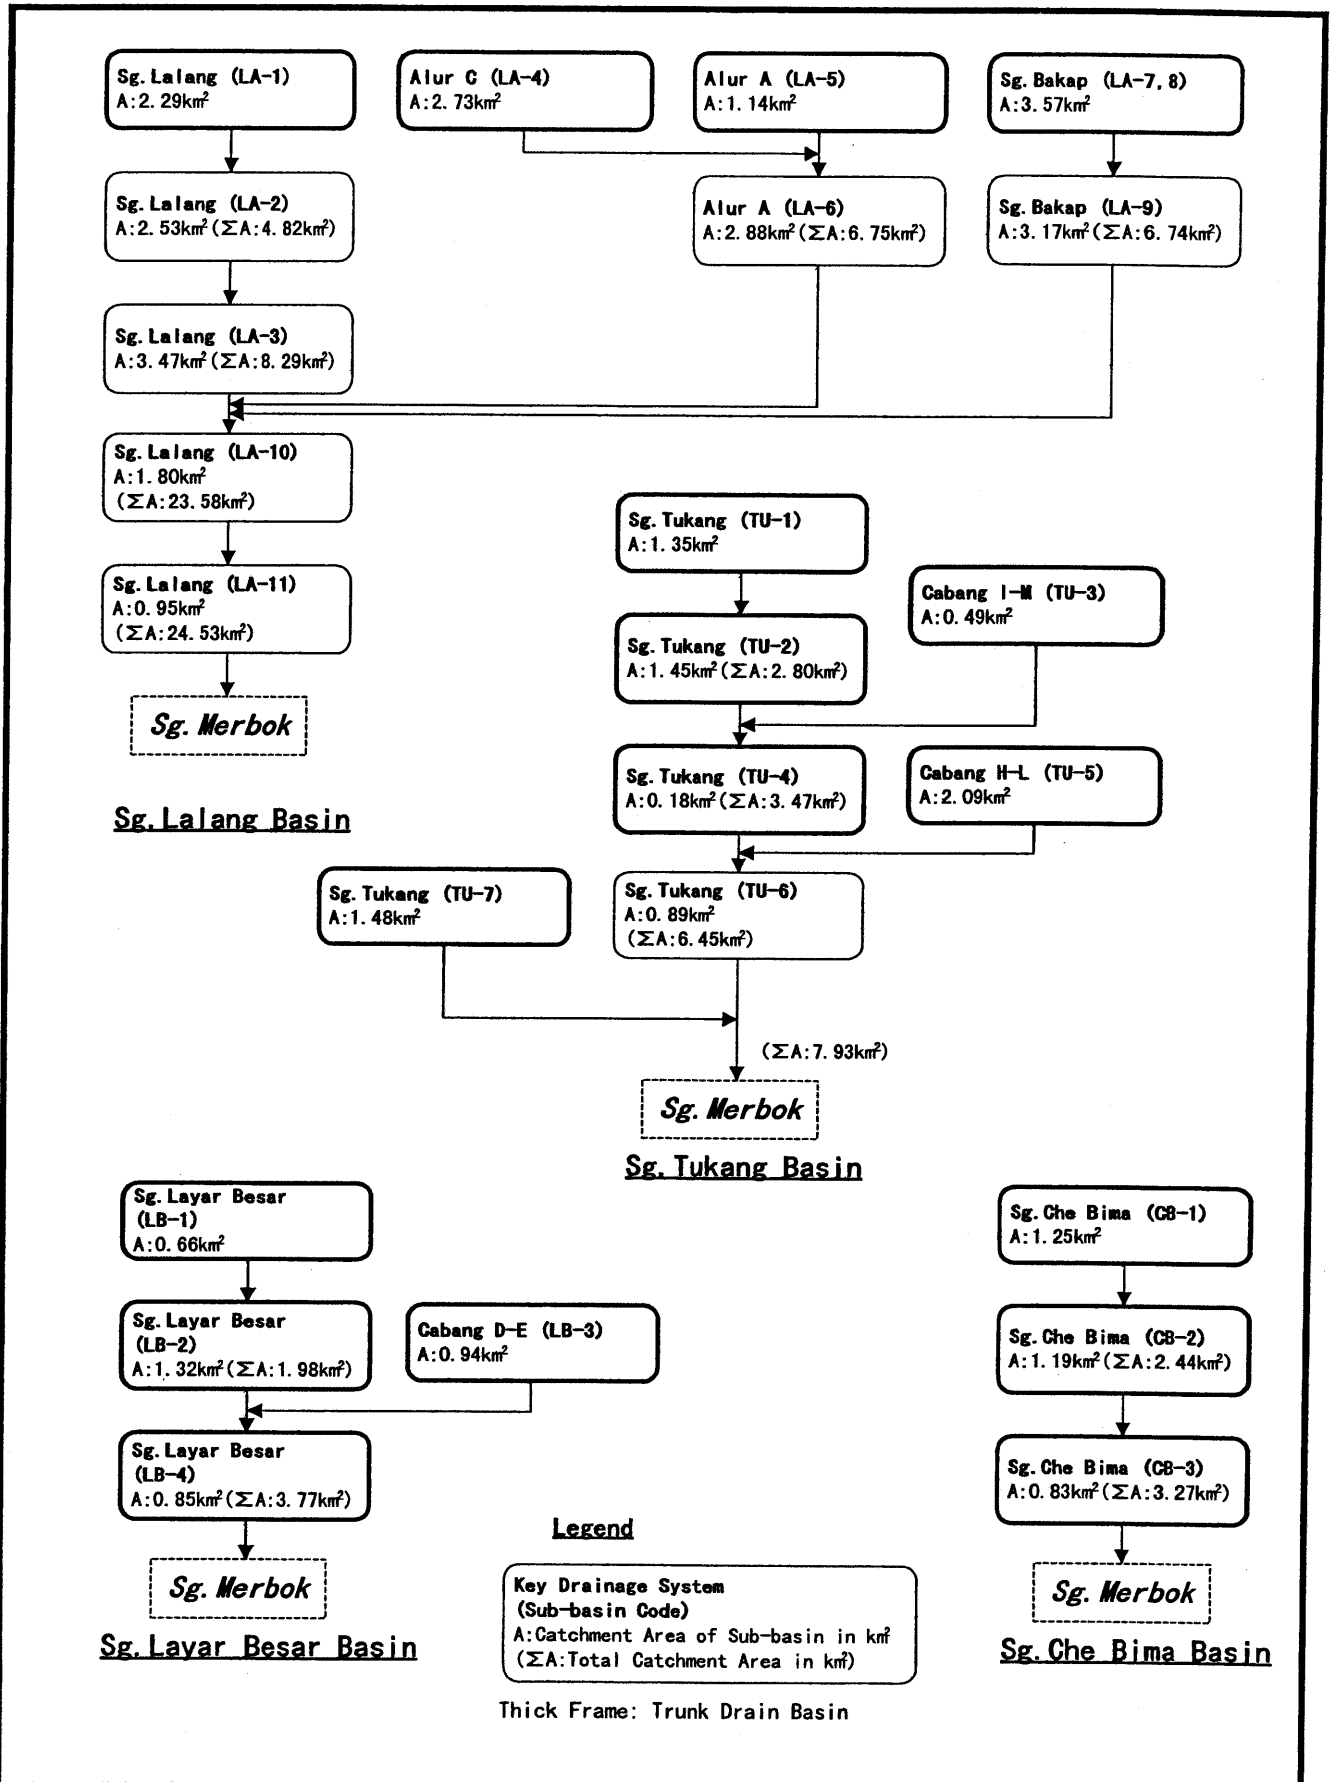 Sg. Lalang (LA-1)
A:2.29km²
Alur C (LA-4)
A:2.73km²
Alur A (LA-5)
A:1.14km²
Sg. Bakap (LA-7,8)
A:3.57km²
Sg. Lalang (LA-2)
A:2.53km²(ΣA:4.82km²)
Alur A (LA-6)
A:2.88km²(ΣA:6.75km²)
Sg. Bakap (LA-9)
A:3.17km²(ΣA:6.74km²)
Sg. Lalang (LA-3)
A:3.47km²(ΣA:8.29km²)
Sg. Lalang (LA-10)
A:1.80km²
(ΣA:23.58km²)
Sg. Lalang (LA-11)
A:0.95km²
(ΣA:24.53km²)
Sg. Merbok
Sg. Lalang Basin
Sg. Tukang (TU-1)
A:1.35km²
Sg. Tukang (TU-2)
A:1.45km²(ΣA:2.80km²)
Cabang I-M (TU-3)
A:0.49km²
Sg. Tukang (TU-4)
A:0.18km²(ΣA:3.47km²)
Cabang H-L (TU-5)
A:2.09km²
Sg. Tukang (TU-7)
A:1.48km²
Sg. Tukang (TU-6)
A:0.89km²
(ΣA:6.45km²)
(ΣA:7.93km²)
Sg. Merbok
Sg. Tukang Basin
Sg. Layar Besar
(LB-1)
A:0.66km²
Sg. Layar Besar
(LB-2)
A:1.32km²(ΣA:1.98km²)
Cabang D-E (LB-3)
A:0.94km²
Sg. Layar Besar
(LB-4)
A:0.85km²(ΣA:3.77km²)
Sg. Merbok
Sg. Layar Besar Basin
Sg. Che Bima (CB-1)
A:1.25km²
Sg. Che Bima (CB-2)
A:1.19km²(ΣA:2.44km²)
Sg. Che Bima (CB-3)
A:0.83km²(ΣA:3.27km²)
Sg. Merbok
Sg. Che Bima Basin
Legend
Key Drainage System
(Sub-basin Code)
A:Catchment Area of Sub-basin in km²
(ΣA:Total Catchment Area in km²)
Thick Frame: Trunk Drain Basin